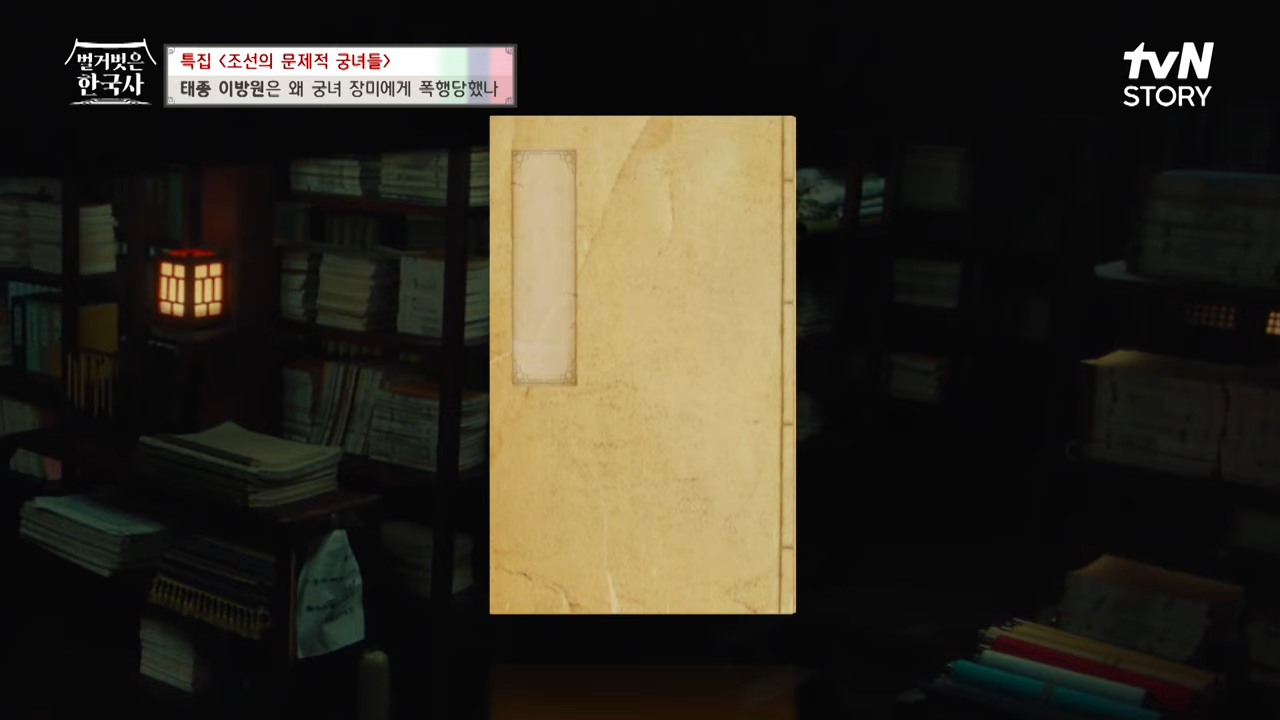 벌거벗은
한국사
특집 <조선의 문제적 궁녀들>
태종 이방원은 왜 궁녀 장미에게 폭행당했나
tvN
STORY